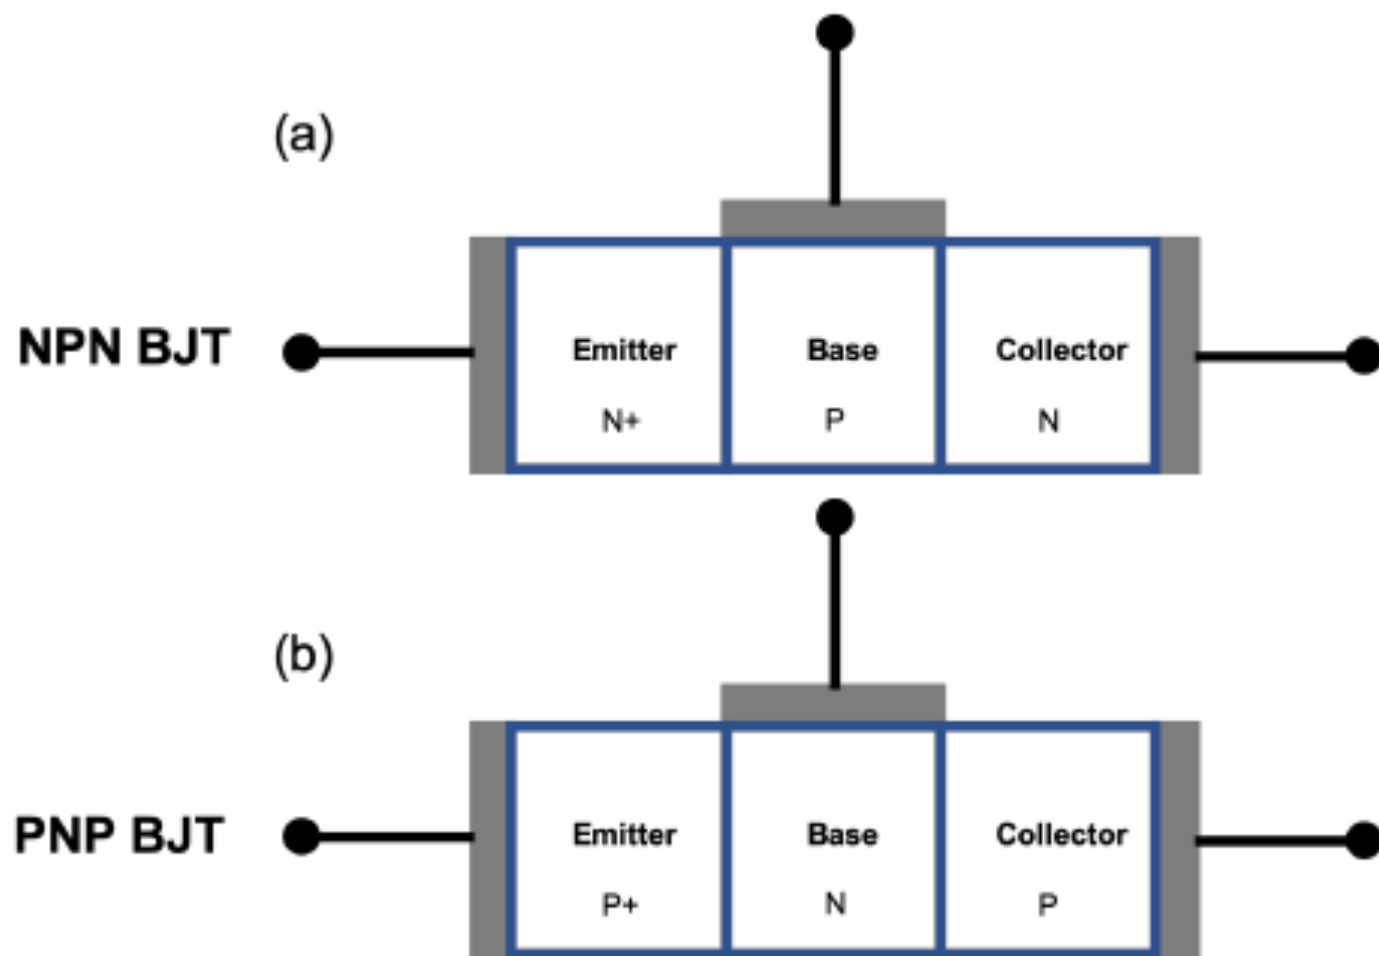 (a)
NPN BJT
Emitter Base Collector
N+ P N
(b)
PNP BJT
Emitter Base Collector
P+ N P